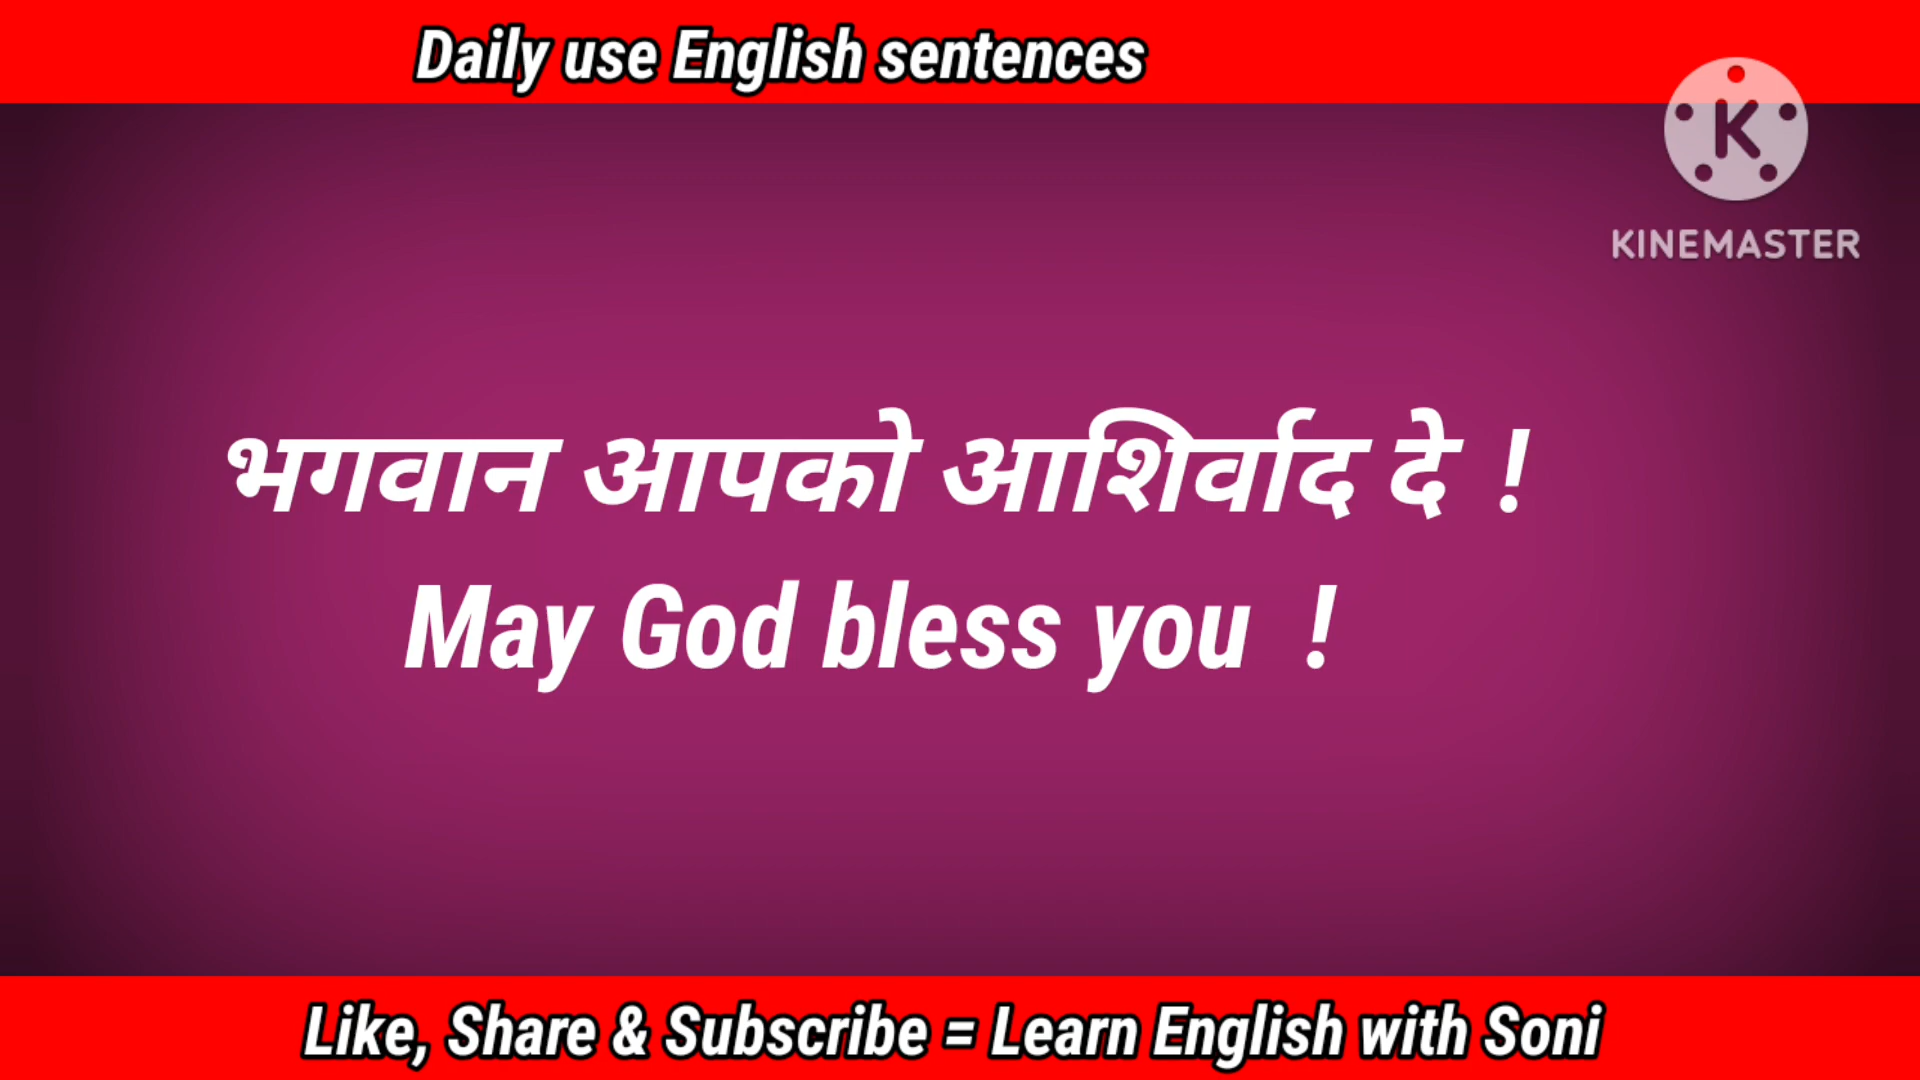 Daily use English sentences
K
KINEMASTER
भगवान आपको आशिर्वाद दे !
May God bless you !
Like, Share & Subscribe = Learn English with Soni